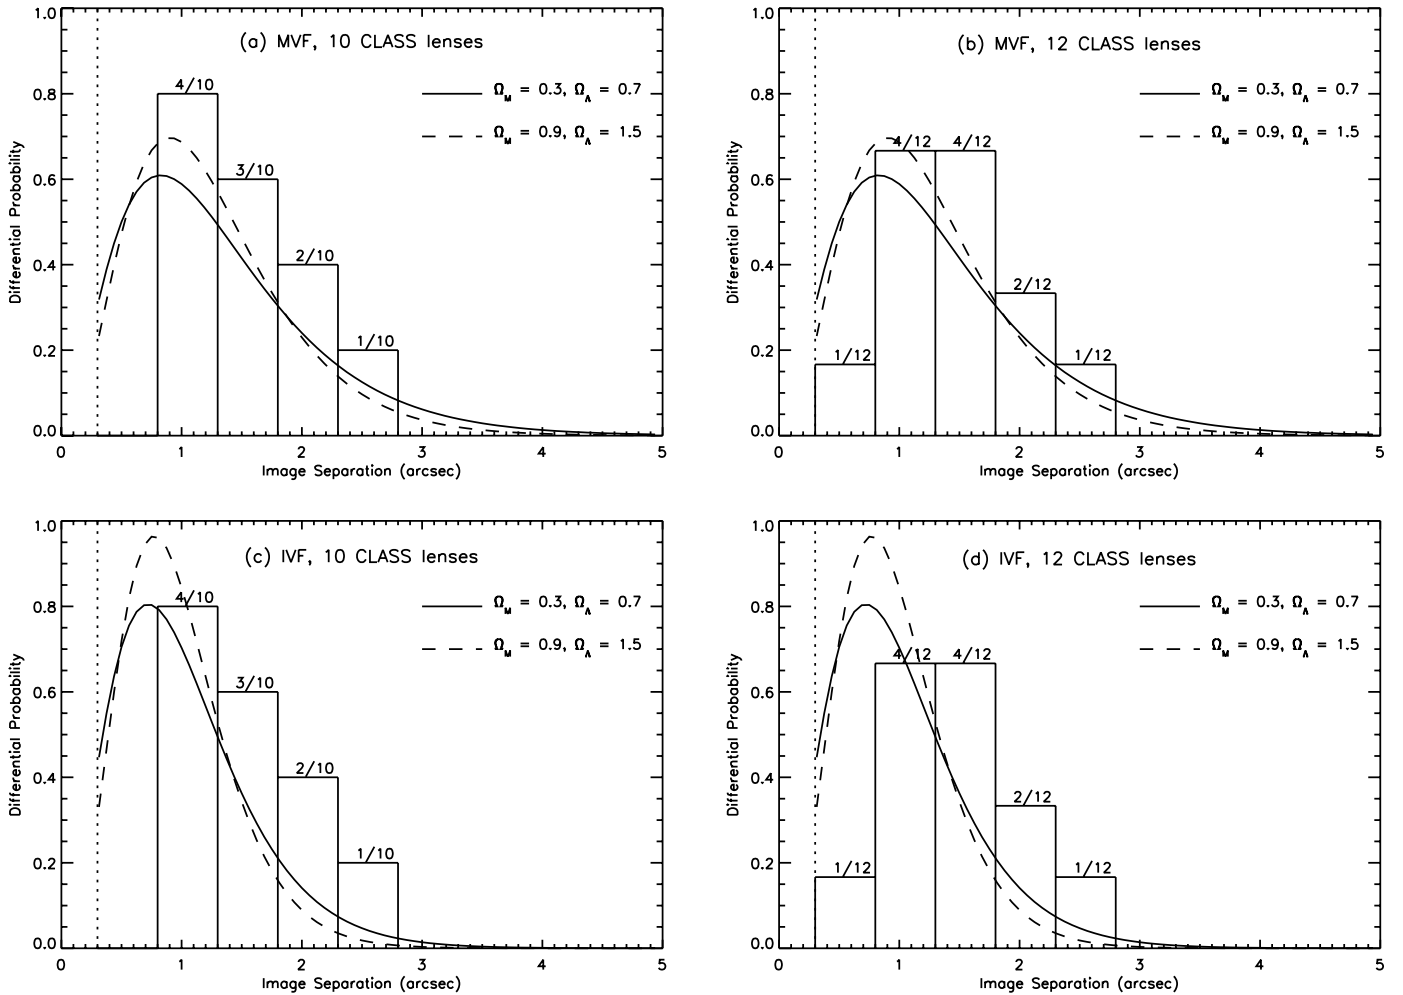 (a) MVF, 10 CLASS lenses
Ω_M = 0.3, Ω_Λ = 0.7
Ω_M = 0.9, Ω_Λ = 1.5
4/10
3/10
2/10
1/10
1.0
0.8
0.6
0.4
0.2
0.0
Differential Probability
0 1 2 3 4 5
Image Separation (arcsec)
(b) MVF, 12 CLASS lenses
Ω_M = 0.3, Ω_Λ = 0.7
Ω_M = 0.9, Ω_Λ = 1.5
1/12
4/12
4/12
2/12
1/12
1.0
0.8
0.6
0.4
0.2
0.0
Differential Probability
0 1 2 3 4 5
Image Separation (arcsec)
(c) IVF, 10 CLASS lenses
Ω_M = 0.3, Ω_Λ = 0.7
Ω_M = 0.9, Ω_Λ = 1.5
4/10
3/10
2/10
1/10
1.0
0.8
0.6
0.4
0.2
0.0
Differential Probability
0 1 2 3 4 5
Image Separation (arcsec)
(d) IVF, 12 CLASS lenses
Ω_M = 0.3, Ω_Λ = 0.7
Ω_M = 0.9, Ω_Λ = 1.5
1/12
4/12
4/12
2/12
1/12
1.0
0.8
0.6
0.4
0.2
0.0
Differential Probability
0 1 2 3 4 5
Image Separation (arcsec)